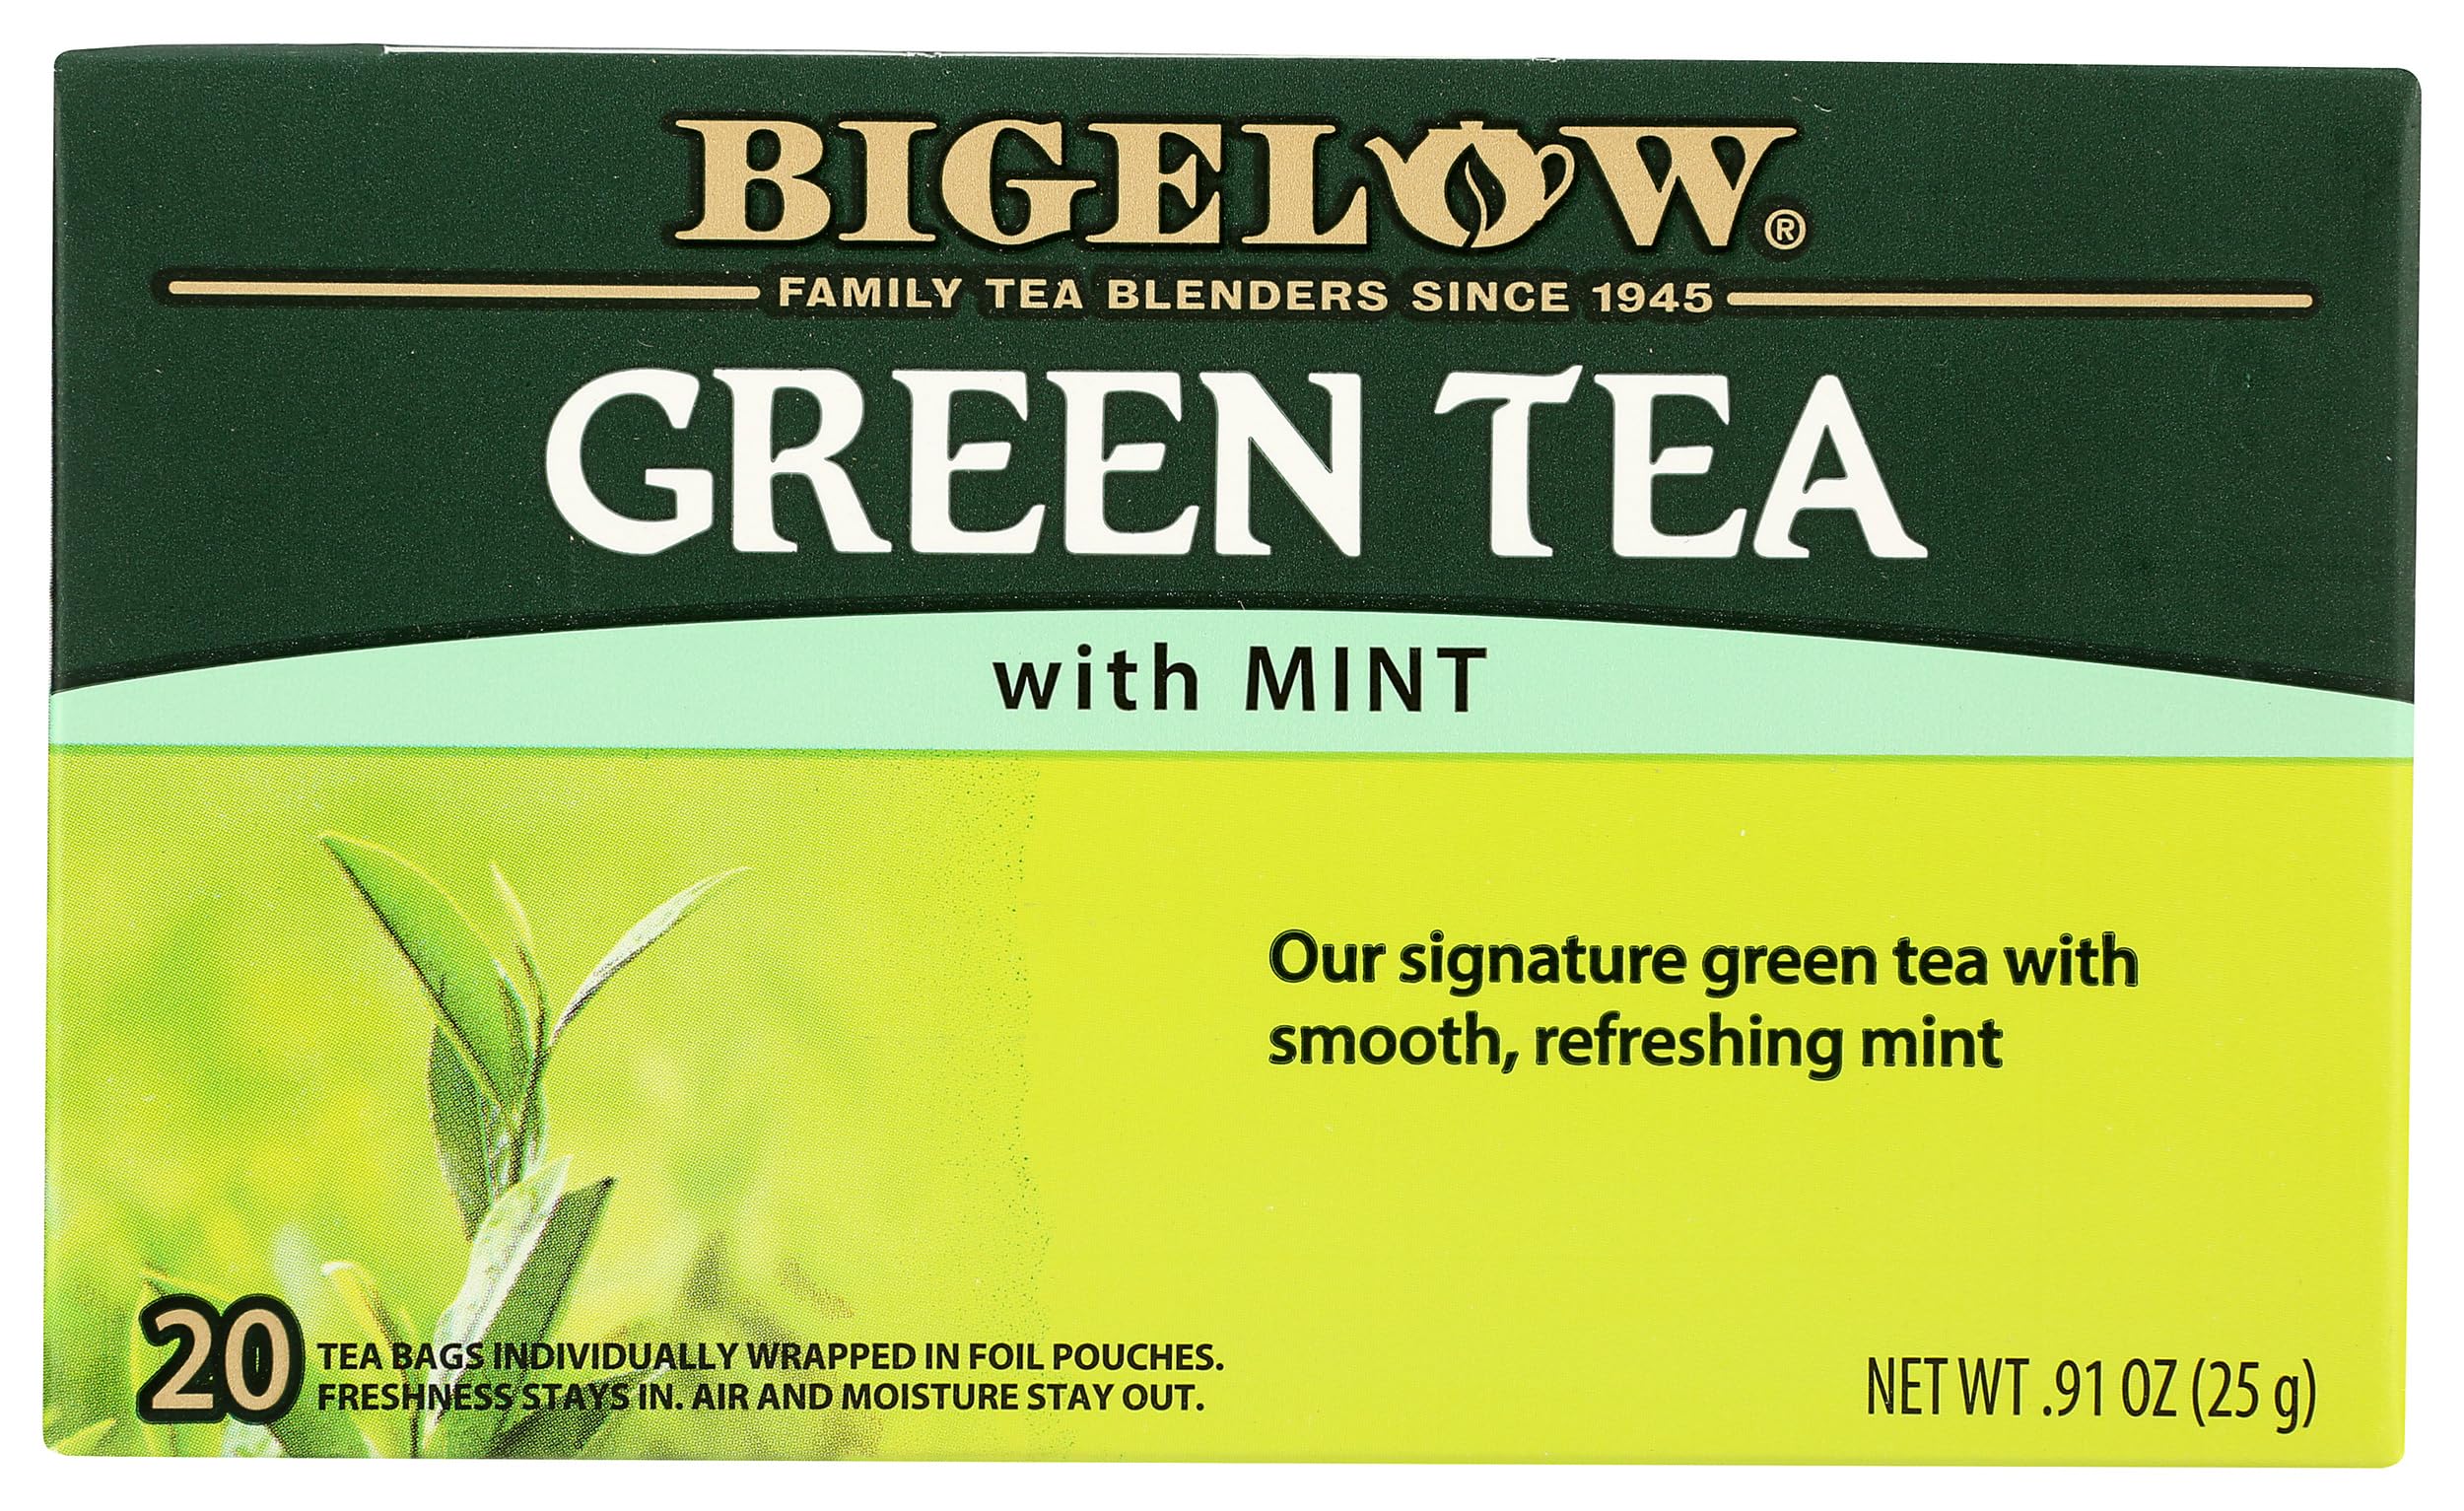 BIGELOW®
FAMILY TEA BLENDERS SINCE 1945
GREEN TEA
with MINT
Our signature green tea with
smooth, refreshing mint
20 TEA BAGS INDIVIDUALLY WRAPPED IN FOIL POUCHES.
FRESHNESS STAYS IN. AIR AND MOISTURE STAY OUT.
NET WT .91 OZ (25 g)